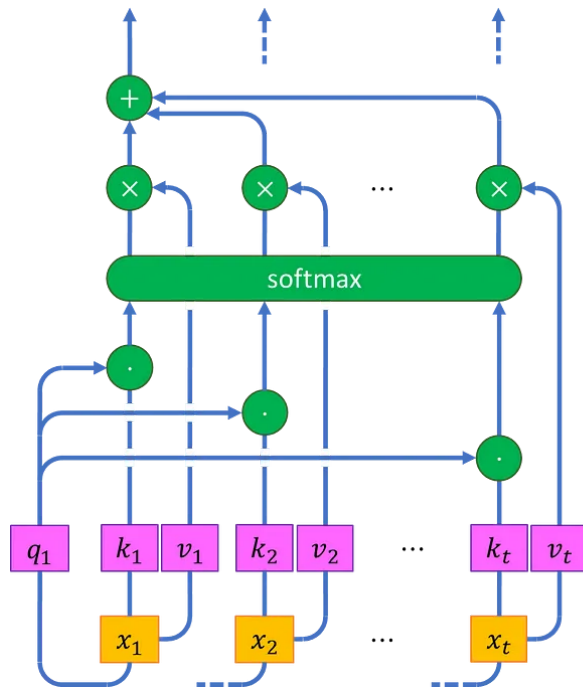 +
× × ... ×
softmax
·
·
·
q₁ k₁ v₁ k₂ v₂ ... kₜ vₜ
x₁ x₂ ... xₜ